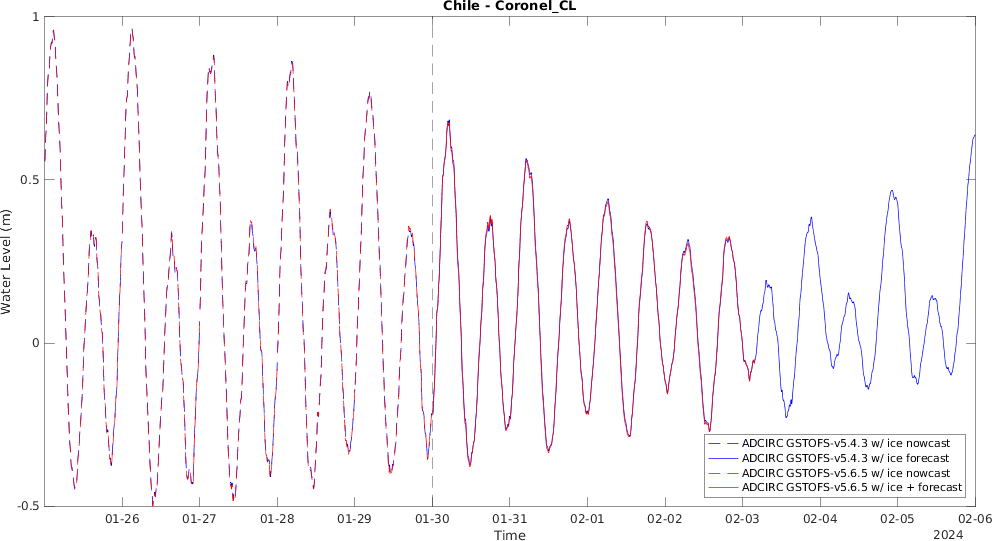 Chile - Coronel_CL
Water Level (m)
1
0.5
0
-0.5
ADCIRC GSTOFS-v5.4.3 w/ ice nowcast
ADCIRC GSTOFS-v5.4.3 w/ ice forecast
ADCIRC GSTOFS-v5.6.5 w/ ice nowcast
ADCIRC GSTOFS-v5.6.5 w/ ice + forecast
01-26 01-27 01-28 01-29 01-30 01-31 02-01 02-02 02-03 02-04 02-05 02-06
Time
2024